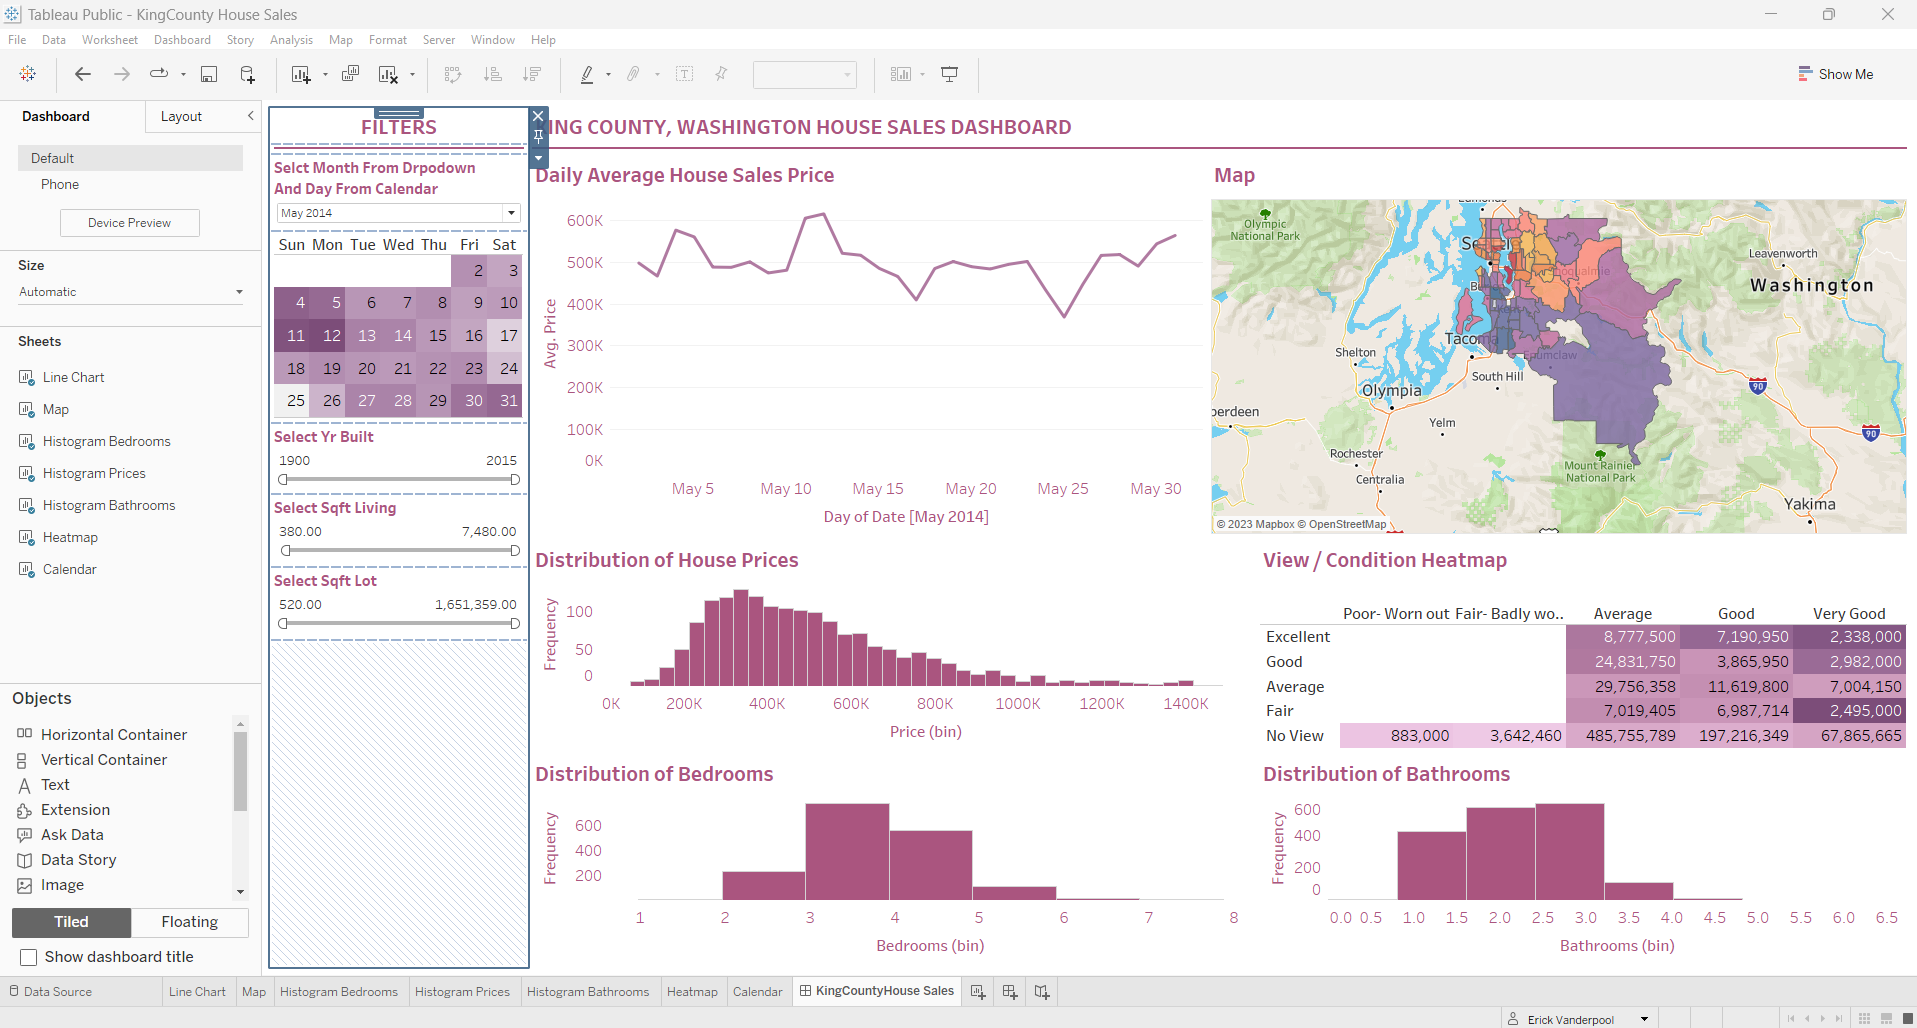 Tableau Public - KingCounty House Sales
File Data Worksheet Dashboard Story Analysis Map Format Server Window Help
Show Me
Dashboard
Layout
Default
Phone
Device Preview
Size
Automatic
Sheets
Line Chart
Map
Histogram Bedrooms
Histogram Prices
Histogram Bathrooms
Heatmap
Calendar
Objects
Horizontal Container
Vertical Container
Text
Extension
Ask Data
Data Story
Image
Tiled
Floating
Show dashboard title
FILTERS
Selct Month From Drpodown
And Day From Calendar
May 2014
Sun Mon Tue Wed Thu Fri Sat
2 3
4 5 6 7 8 9 10
11 12 13 14 15 16 17
18 19 20 21 22 23 24
25 26 27 28 29 30 31
Select Yr Built
1900 2015
Select Sqft Living
380.00 7,480.00
Select Sqft Lot
520.00 1,651,359.00
ING COUNTY, WASHINGTON HOUSE SALES DASHBOARD
Daily Average House Sales Price
Avg. Price
600K
500K
400K
300K
200K
100K
0K
May 5 May 10 May 15 May 20 May 25 May 30
Day of Date [May 2014]
Map
Olympic
National Park
Leavenworth
Washington
Tacoma
Enumclaw
Shelton
South Hill
Olympia
90
berdeen
Yelm
90
Rochester
Mount Rainier
National Park
Centralia
Yakima
© 2023 Mapbox © OpenStreetMap
Distribution of House Prices
Frequency
100
50
0
0K 200K 400K 600K 800K 1000K 1200K 1400K
Price (bin)
View / Condition Heatmap
Poor- Worn out Fair- Badly wo.. Average Good Very Good
Excellent 8,777,500 7,190,950 2,338,000
Good 24,831,750 3,865,950 2,982,000
Average 29,756,358 11,619,800 7,004,150
Fair 7,019,405 6,987,714 2,495,000
No View 883,000 3,642,460 485,755,789 197,216,349 67,865,665
Distribution of Bedrooms
Frequency
600
400
200
1 2 3 4 5 6 7 8
Bedrooms (bin)
Distribution of Bathrooms
Frequency
600
400
200
0
0.0 0.5 1.0 1.5 2.0 2.5 3.0 3.5 4.0 4.5 5.0 5.5 6.0 6.5
Bathrooms (bin)
Data Source Line Chart Map Histogram Bedrooms Histogram Prices Histogram Bathrooms Heatmap Calendar KingCountyHouse Sales
Erick Vanderpool